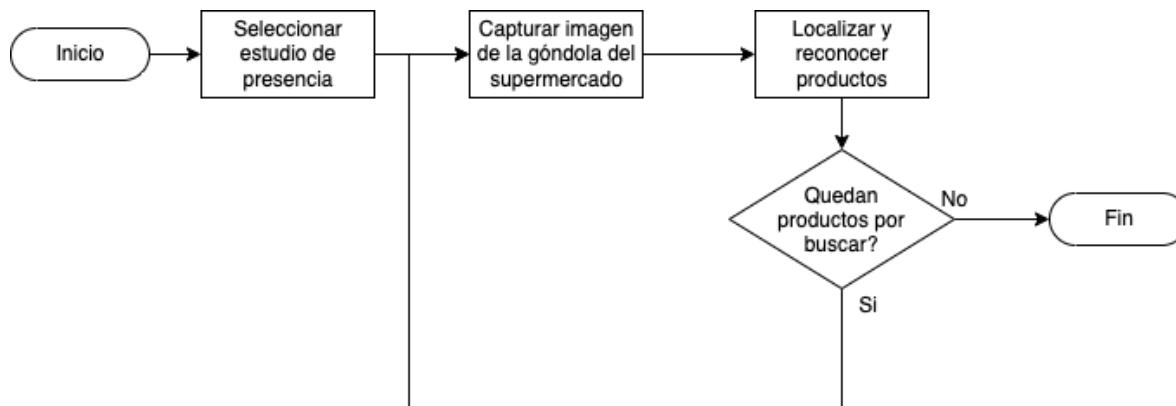 Inicio
Seleccionar
estudio de
presencia
Capturar imagen
de la góndola del
supermercado
Localizar y
reconocer
productos
Quedan
productos por
buscar?
No
Fin
Si